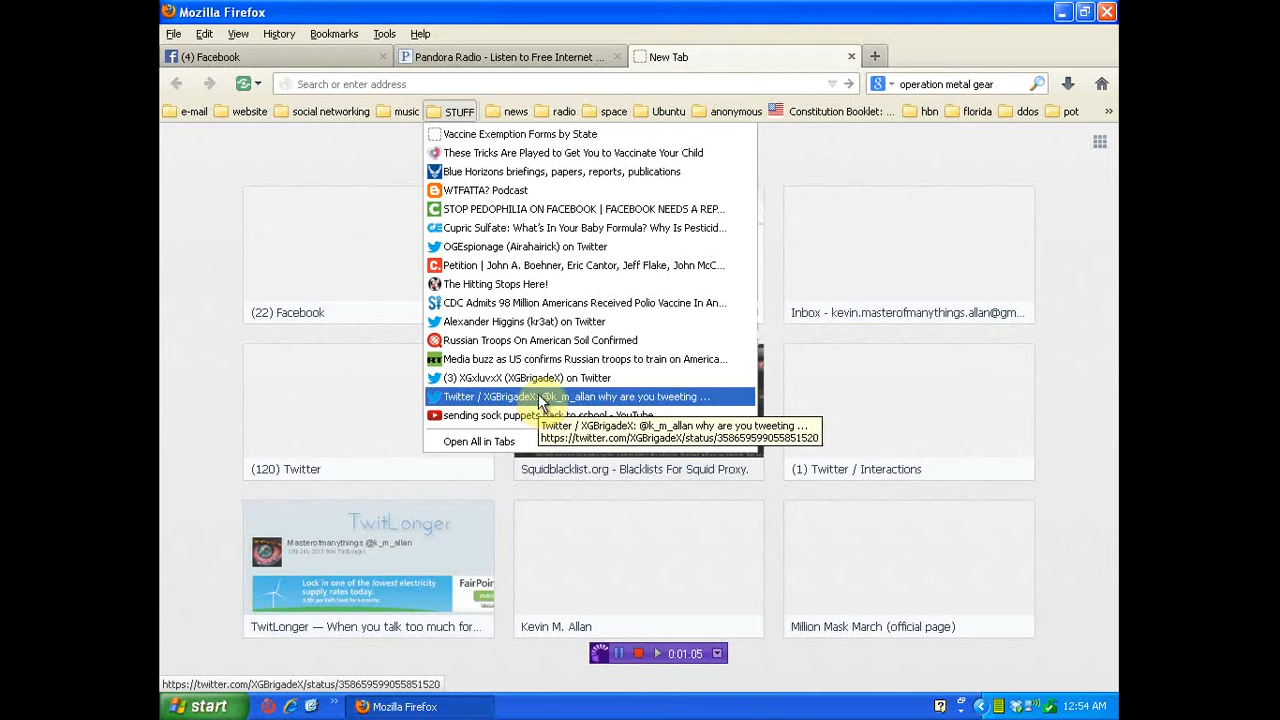 Mozilla Firefox
File Edit View History Bookmarks Tools Help
(4) Facebook
Pandora Radio - Listen to Free Internet ...
New Tab
Search or enter address
operation metal gear
e-mail website social networking music STUFF news radio space Ubuntu anonymous Constitution Booklet: ... hbn florida ddos pot »
Vaccine Exemption Forms by State
These Tricks Are Played to Get You to Vaccinate Your Child
Blue Horizons briefings, papers, reports, publications
WTFATTA? Podcast
STOP PEDOPHILIA ON FACEBOOK | FACEBOOK NEEDS A REP...
Cupric Sulfate: What's In Your Baby Formula? Why Is Pesticid...
OGEspionage (Airahairick) on Twitter
Petition | John A. Boehner, Eric Cantor, Jeff Flake, John McC...
The Hitting Stops Here!
CDC Admits 98 Million Americans Received Polio Vaccine In An...
Alexander Higgins (kr3at) on Twitter
Russian Troops On American Soil Confirmed
Media buzz as US confirms Russian troops to train on America...
(3) XGxluvxX (XGBrigadeX) on Twitter
Twitter / XGBrigadeX: @k_m_allan why are you tweeting ...
sending sock puppets back to school - YouTube
Open All in Tabs
Twitter / XGBrigadeX: @k_m_allan why are you tweeting ...
https://twitter.com/XGBrigadeX/status/358659599055851520
(22) Facebook
Inbox - kevin.masterofmanythings.allan@gm...
(120) Twitter
Squidblacklist.org - Blacklists For Squid Proxy.
(1) Twitter / Interactions
TwitLonger
Masterofmanythings @k_m_allan
Lock in one of the lowest electricity
supply rates today.
FairPoin
TwitLonger — When you talk too much for...
Kevin M. Allan
Million Mask March (official page)
0:01:05
https://twitter.com/XGBrigadeX/status/358659599055851520
start
Mozilla Firefox
12:54 AM